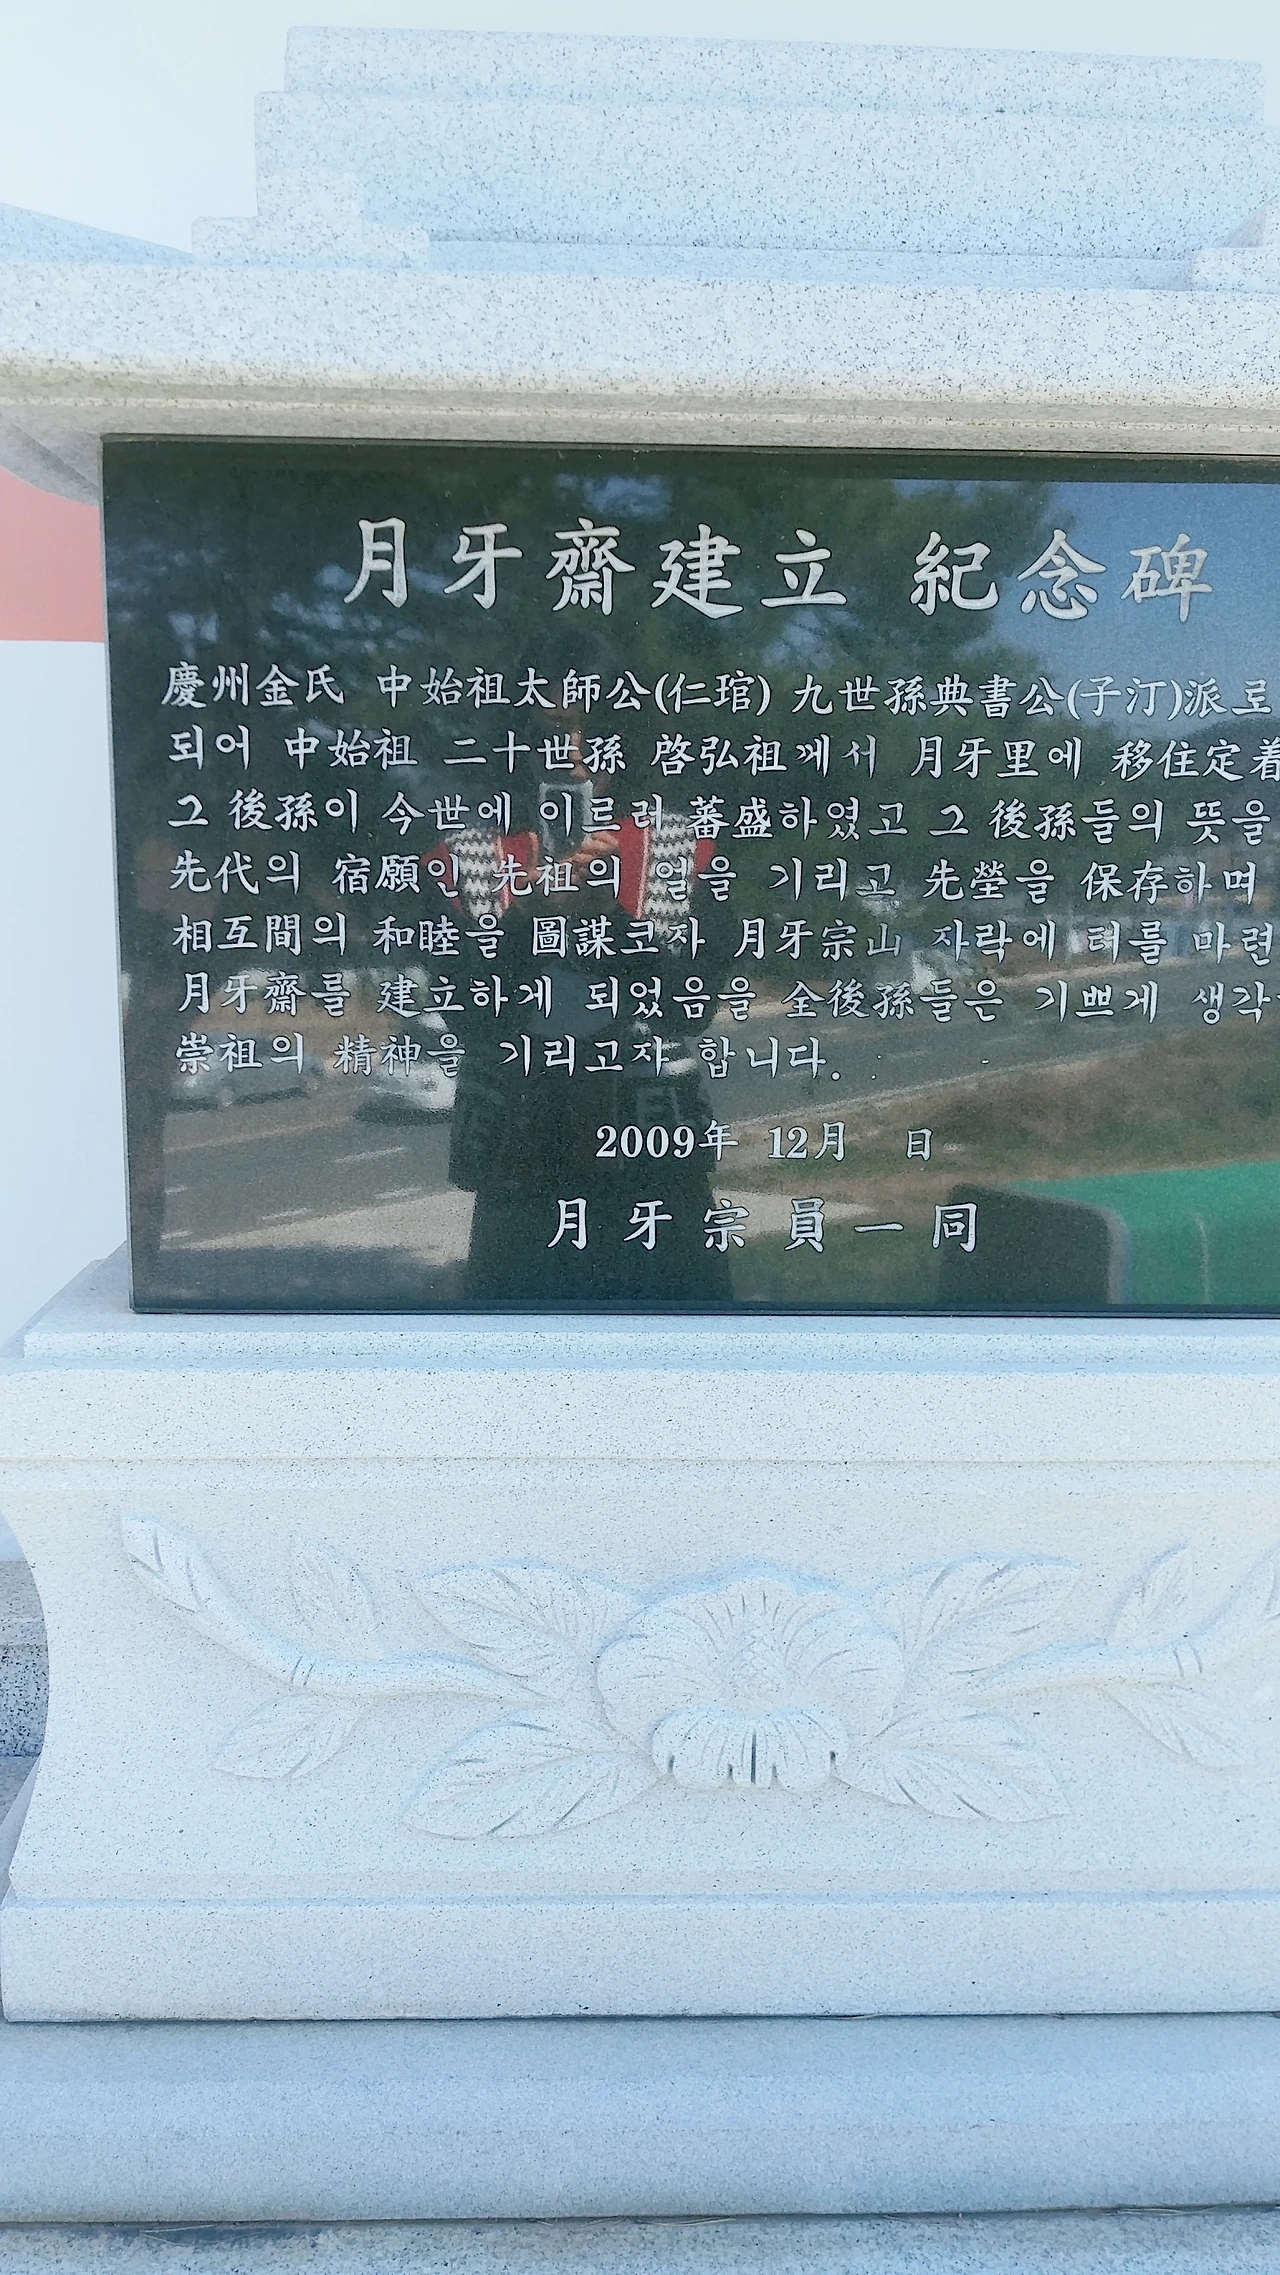 月牙齋建立 紀念碑
慶州金氏 中始祖太師公(仁琯) 九世孫典書公(子汀)派로
되어 中始祖 二十世孫 啓弘祖께서 月牙里에 移住定着
그 後孫이 今世에 이르러 蕃盛하였고 그 後孫들의 뜻을
先代의 宿願인 先祖의 얼을 기리고 先塋을 保存하며
相互間의 和睦을 圖謀코자 月牙宗山 자락에 터를 마련
月牙齋를 建立하게 되었음을 全後孫들은 기쁘게 생각
崇祖의 精神을 기리고자 합니다.
2009年 12月 日
月牙宗員一同